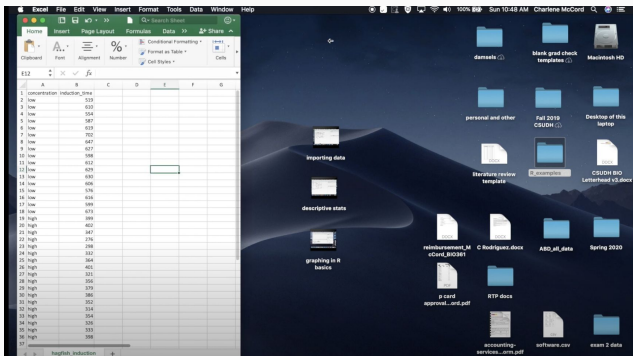 Excel File Edit View Insert Format Tools Data Window Help
100% Sun 10:48 AM Charlene McCord
Search Sheet
Home Insert Page Layout Formulas Data >> Share
Clipboard Font Alignment Number Conditional Formatting Format as Table Cell Styles Cells
E12 fx
A B C D E F G
1 concentration induction_time
2 low 519
3 low 610
4 low 554
5 low 587
6 low 619
7 low 702
8 low 647
9 low 627
10 low 598
11 low 612
12 low 629
13 low 630
14 low 606
15 low 576
16 low 616
17 low 599
18 low 673
19 high 399
20 high 402
21 high 347
22 high 276
23 high 298
24 high 332
25 high 364
26 high 401
27 high 321
28 high 356
29 high 379
30 high 386
31 high 352
32 high 314
33 high 354
34 high 326
35 high 333
36 high 398
37
hagfish_induction +
damsels
blank grad check templates
Macintosh HD
personal and other
Fall 2019 CSUDH
Desktop of this laptop
importing data
literature review template
R_examples
CSUDH BIO Letterhead v3.docx
descriptive stats
graphing in R basics
reimbursement_McCord_BIO361
C Rodriguez.docx
ABD_all_data
Spring 2020
p card approval...ord.pdf
RTP docs
accounting-services...orm.pdf
software.csv
exam 2 data